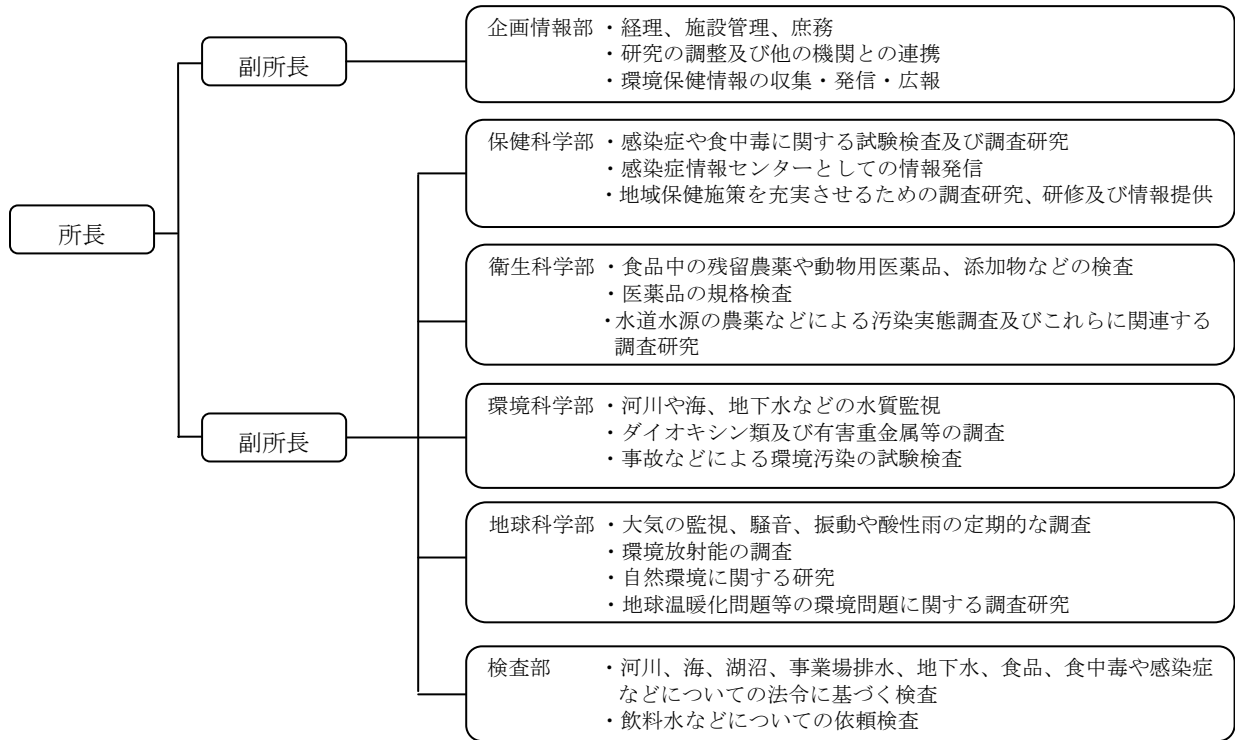 企画情報部 ・経理、施設管理、庶務
・研究の調整及び他の機関との連携
・環境保健情報の収集・発信・広報
副所長
保健科学部 ・感染症や食中毒に関する試験検査及び調査研究
・感染症情報センターとしての情報発信
・地域保健施策を充実させるための調査研究、研修及び情報提供
所長
衛生科学部 ・食品中の残留農薬や動物用医薬品、添加物などの検査
・医薬品の規格検査
・水道水源の農薬などによる汚染実態調査及びこれらに関連する
調査研究
環境科学部 ・河川や海、地下水などの水質監視
・ダイオキシン類及び有害重金属等の調査
・事故などによる環境汚染の試験検査
副所長
地球科学部 ・大気の監視、騒音、振動や酸性雨の定期的な調査
・環境放射能の調査
・自然環境に関する研究
・地球温暖化問題等の環境問題に関する調査研究
検査部 ・河川、海、湖沼、事業場排水、地下水、食品、食中毒や感染症
などについての法令に基づく検査
・飲料水などについての依頼検査